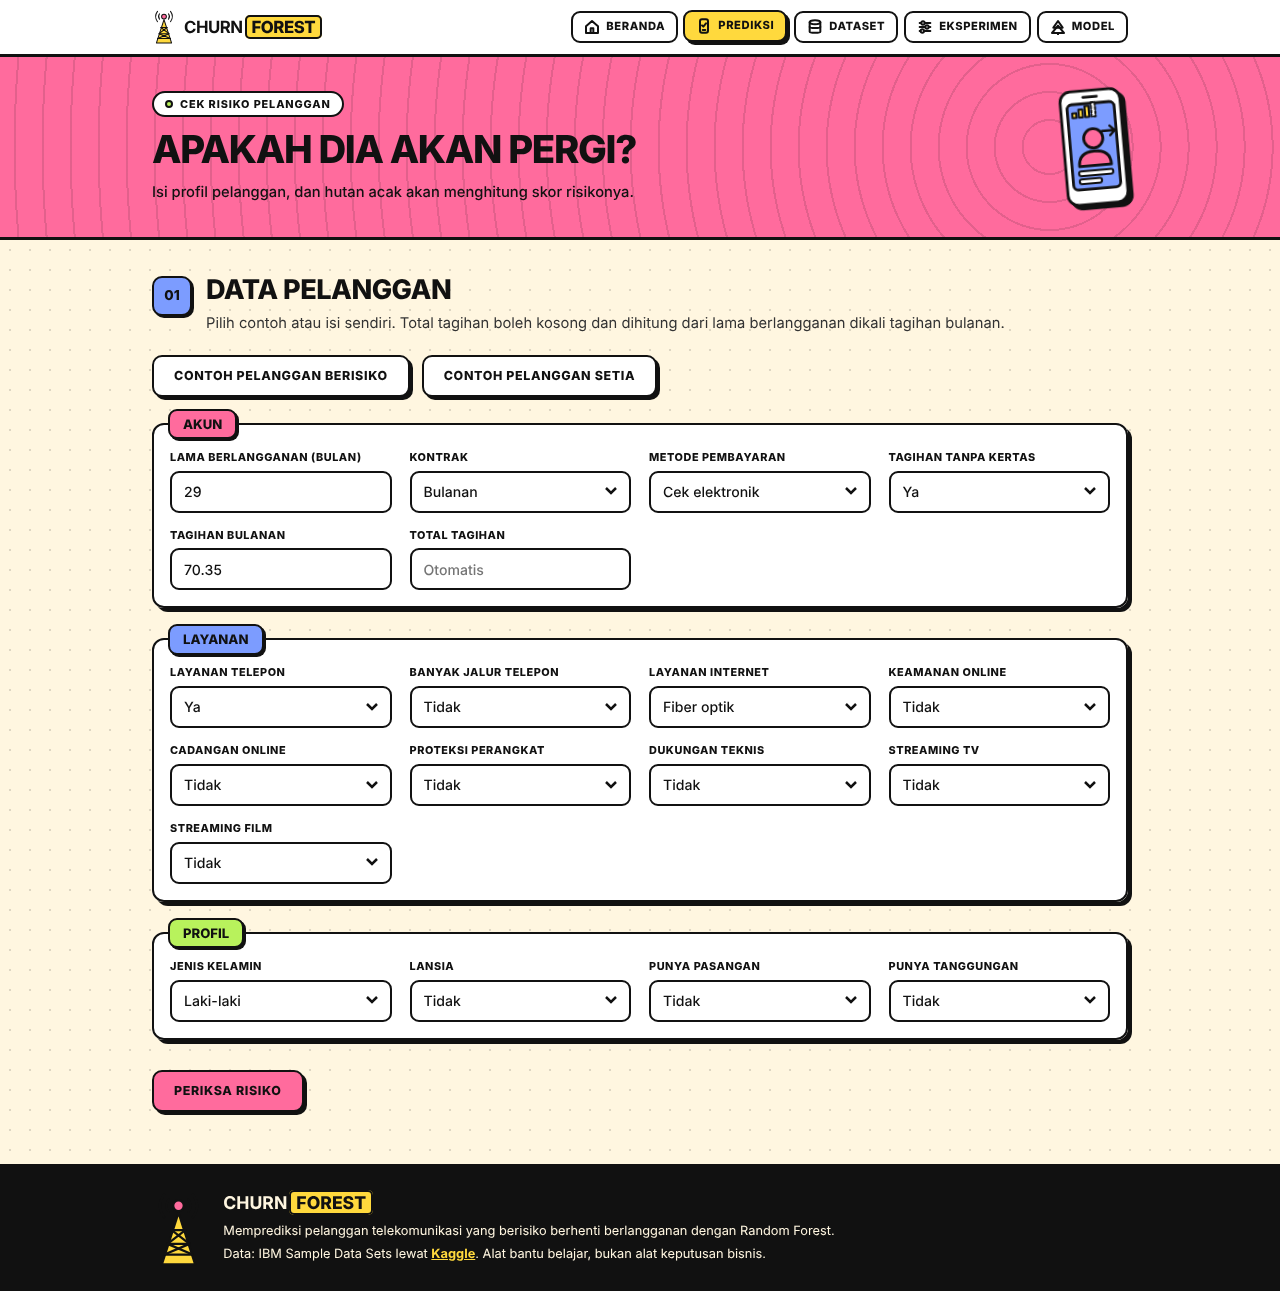 CHURN FOREST
BERANDA
PREDIKSI
DATASET
EKSPERIMEN
MODEL
CEK RISIKO PELANGGAN
APAKAH DIA AKAN PERGI?
Isi profil pelanggan, dan hutan acak akan menghitung skor risikonya.
01
DATA PELANGGAN
Pilih contoh atau isi sendiri. Total tagihan boleh kosong dan dihitung dari lama berlangganan dikali tagihan bulanan.
CONTOH PELANGGAN BERISIKO
CONTOH PELANGGAN SETIA
AKUN
LAMA BERLANGGANAN (BULAN)
29
KONTRAK
Bulanan
METODE PEMBAYARAN
Cek elektronik
TAGIHAN TANPA KERTAS
Ya
TAGIHAN BULANAN
70.35
TOTAL TAGIHAN
Otomatis
LAYANAN
LAYANAN TELEPON
Ya
BANYAK JALUR TELEPON
Tidak
LAYANAN INTERNET
Fiber optik
KEAMANAN ONLINE
Tidak
CADANGAN ONLINE
Tidak
PROTEKSI PERANGKAT
Tidak
DUKUNGAN TEKNIS
Tidak
STREAMING TV
Tidak
STREAMING FILM
Tidak
PROFIL
JENIS KELAMIN
Laki-laki
LANSIA
Tidak
PUNYA PASANGAN
Tidak
PUNYA TANGGUNGAN
Tidak
PERIKSA RISIKO
CHURN FOREST
Memprediksi pelanggan telekomunikasi yang berisiko berhenti berlangganan dengan Random Forest.
Data: IBM Sample Data Sets lewat Kaggle. Alat bantu belajar, bukan alat keputusan bisnis.